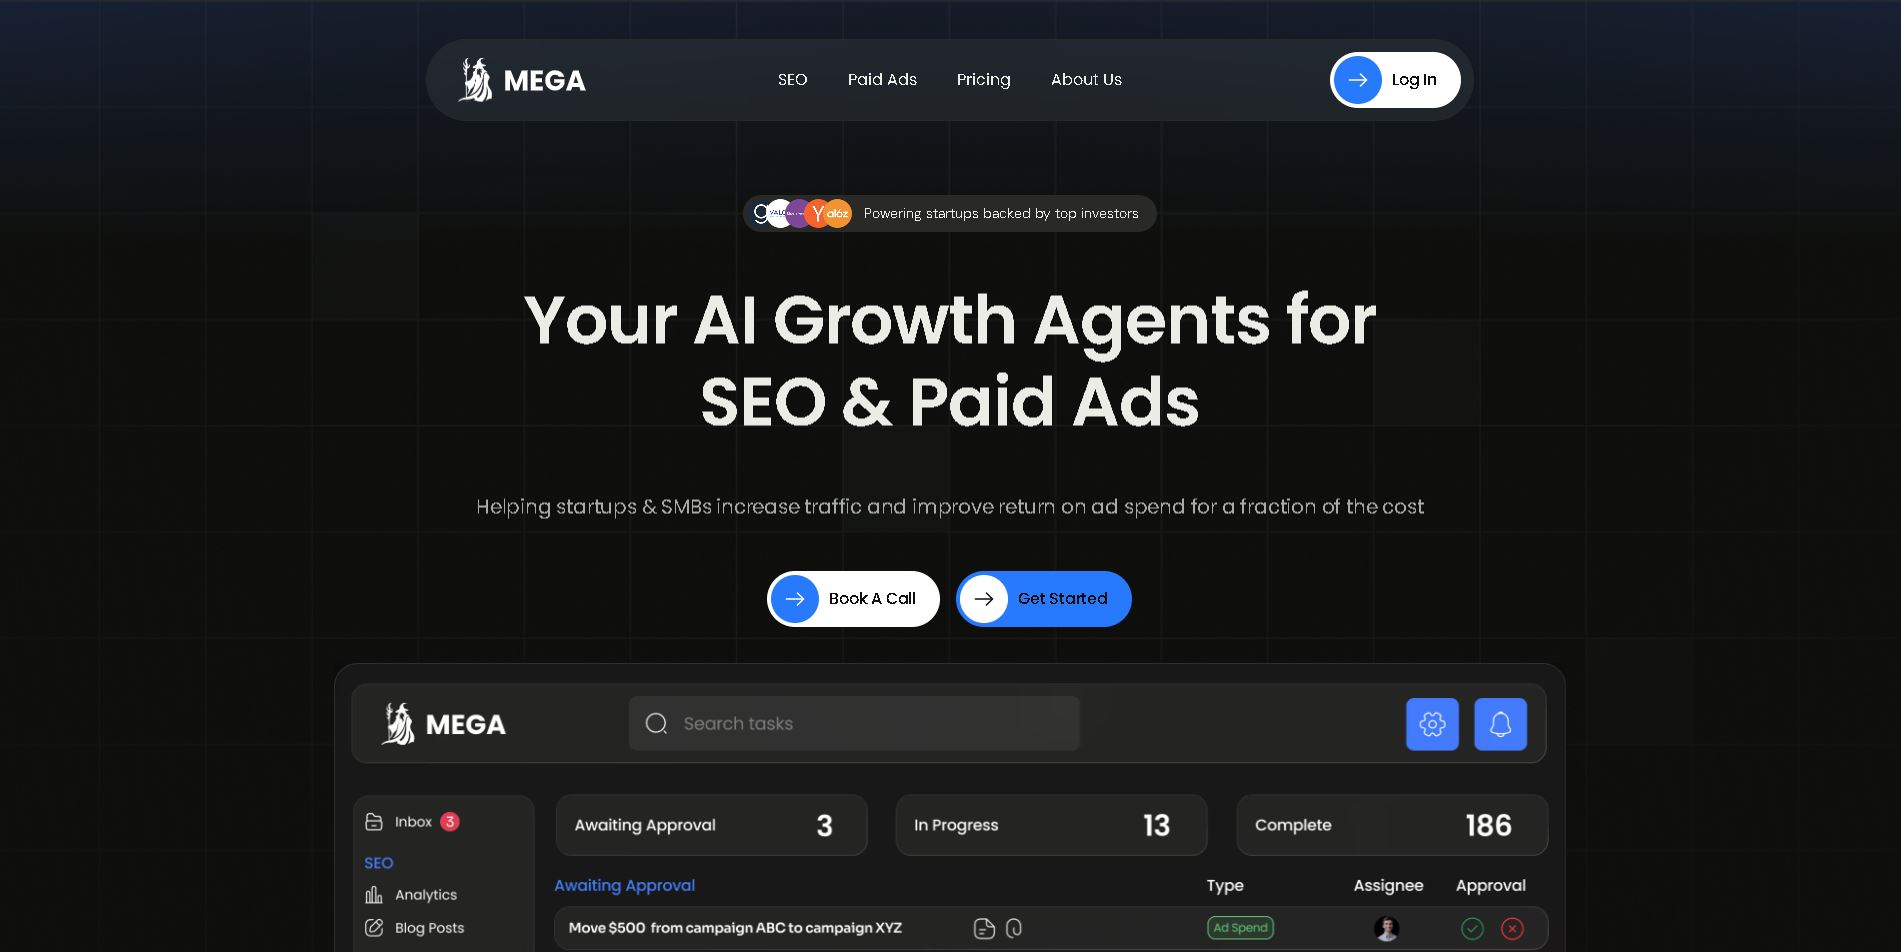 MEGA
SEO
Paid Ads
Pricing
About Us
Log In
Powering startups backed by top investors
Your AI Growth Agents for
SEO & Paid Ads
Helping startups & SMBs increase traffic and improve return on ad spend for a fraction of the cost
Book A Call
Get Started
MEGA
Search tasks
Inbox 3
SEO
Analytics
Blog Posts
Awaiting Approval 3
In Progress 13
Complete 186
Awaiting Approval
Type
Assignee
Approval
Move $500 from campaign ABC to campaign XYZ
Ad Spend